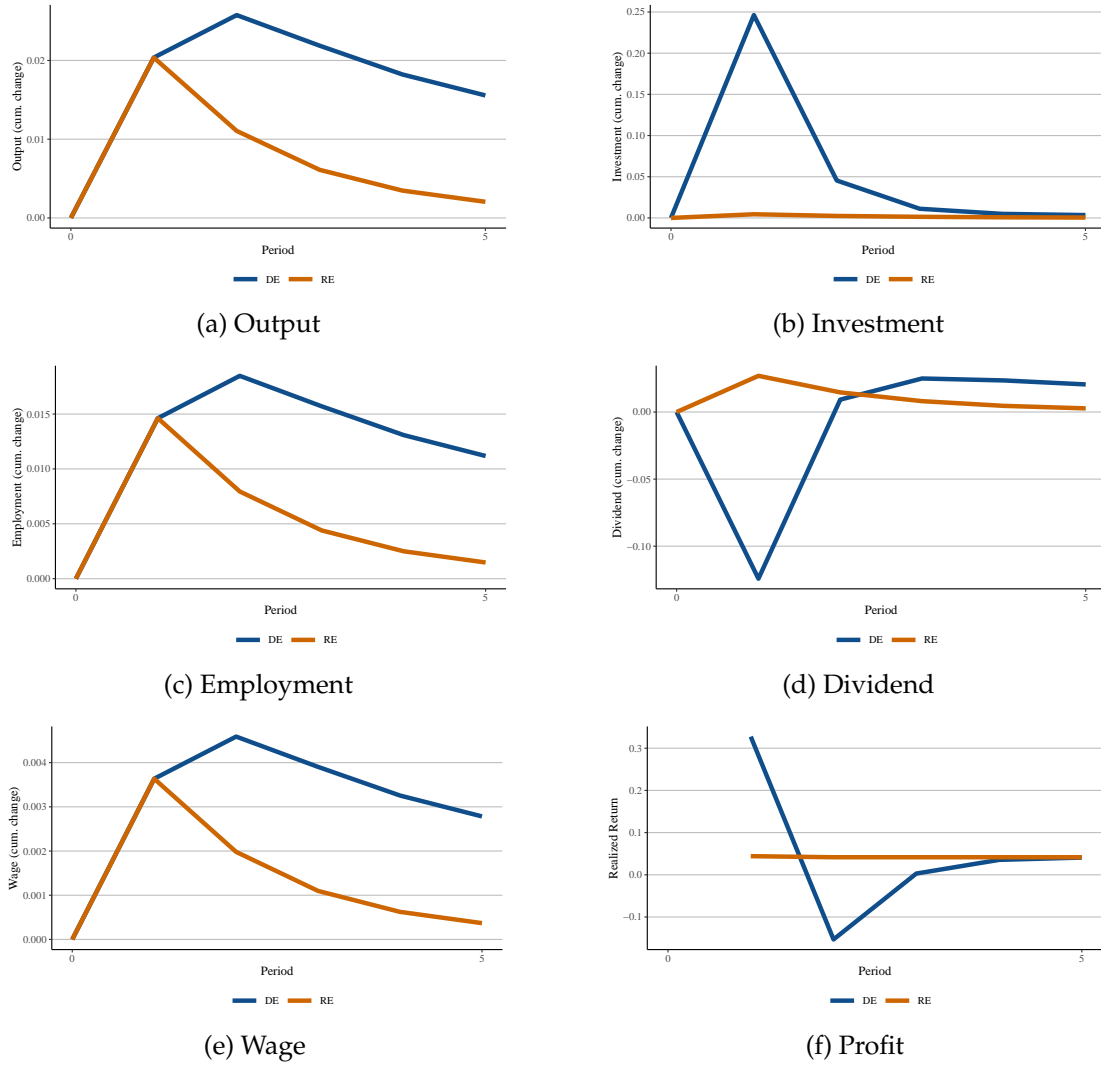 Output (cum. change)
0.02
0.01
0.00
0
5
Period
DE RE
(a) Output
Investment (cum. change)
0.25
0.20
0.15
0.10
0.05
0.00
0
5
Period
DE RE
(b) Investment
Employment (cum. change)
0.015
0.010
0.005
0.000
0
5
Period
DE RE
(c) Employment
Dividend (cum. change)
0.00
−0.05
−0.10
0
5
Period
DE RE
(d) Dividend
Wage (cum. change)
0.004
0.003
0.002
0.001
0.000
0
5
Period
DE RE
(e) Wage
Realized Return
0.3
0.2
0.1
0.0
−0.1
0
5
Period
DE RE
(f) Profit